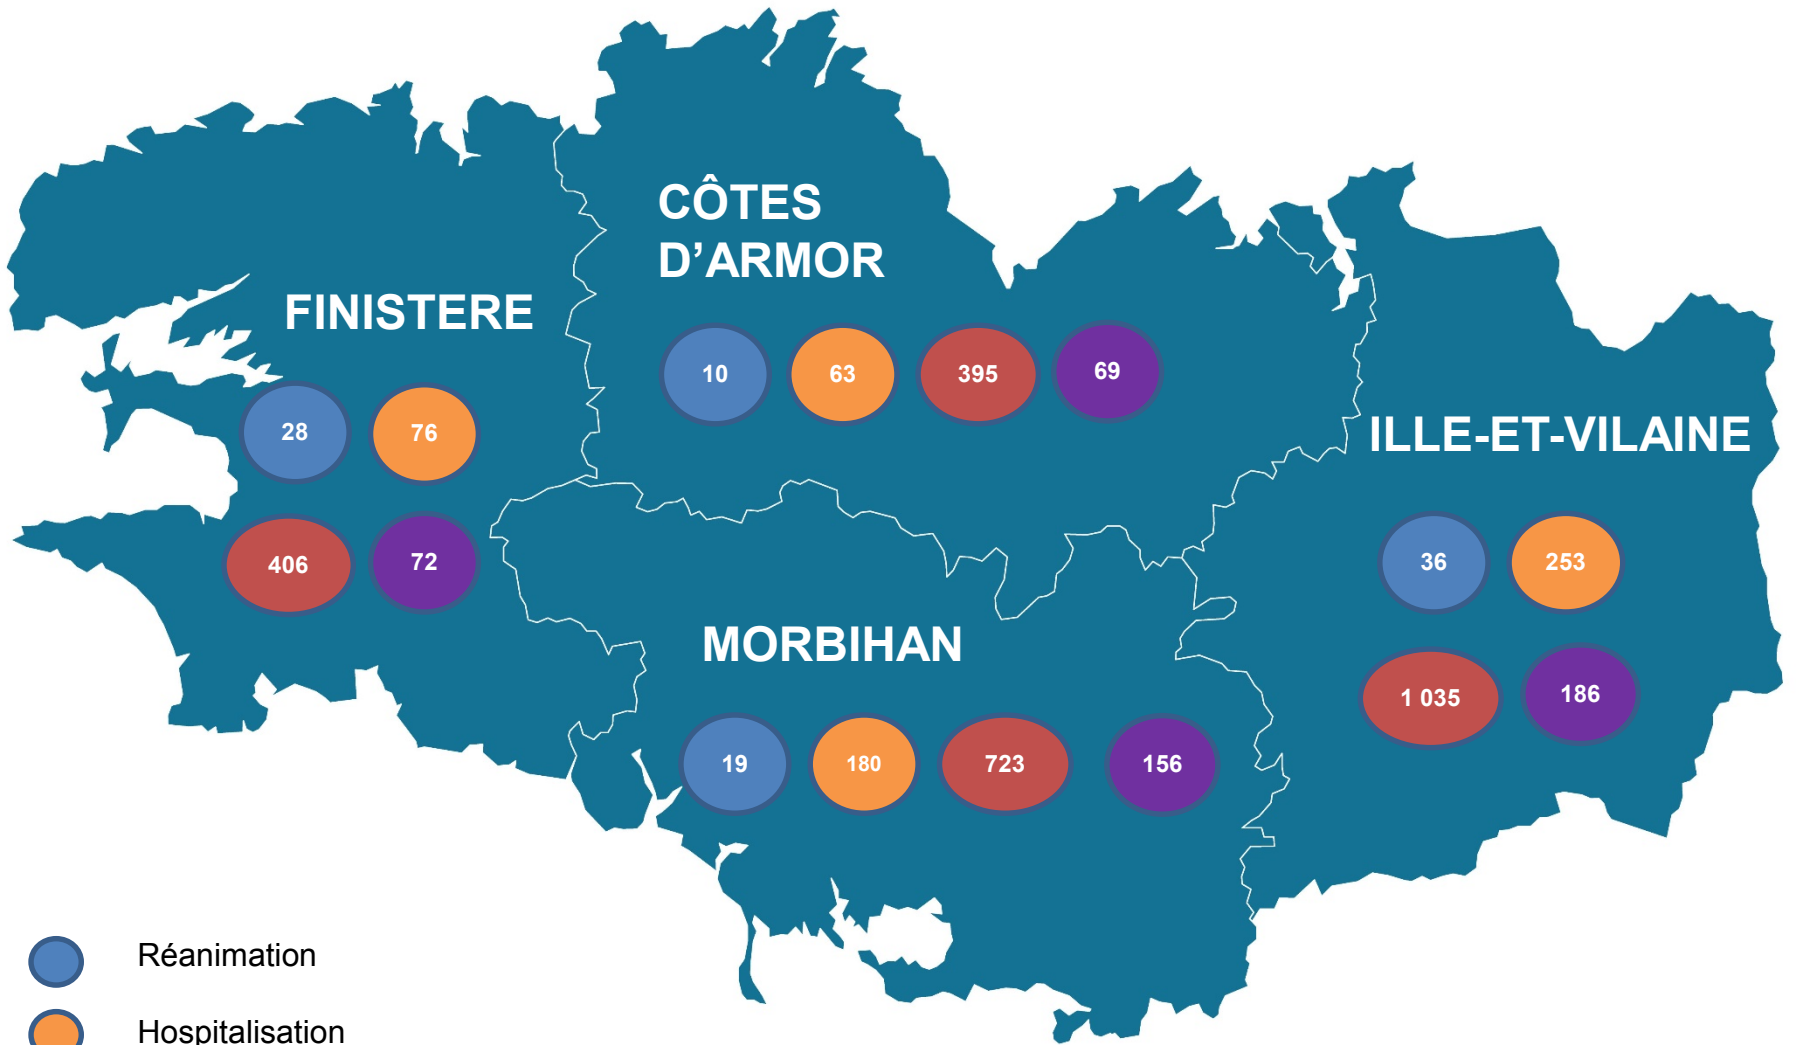 CÔTES
D’ARMOR
10 63 395 69
FINISTERE
28 76
406 72
ILLE-ET-VILAINE
36 253
1 035 186
MORBIHAN
19 180 723 156
Réanimation
Hospitalisation